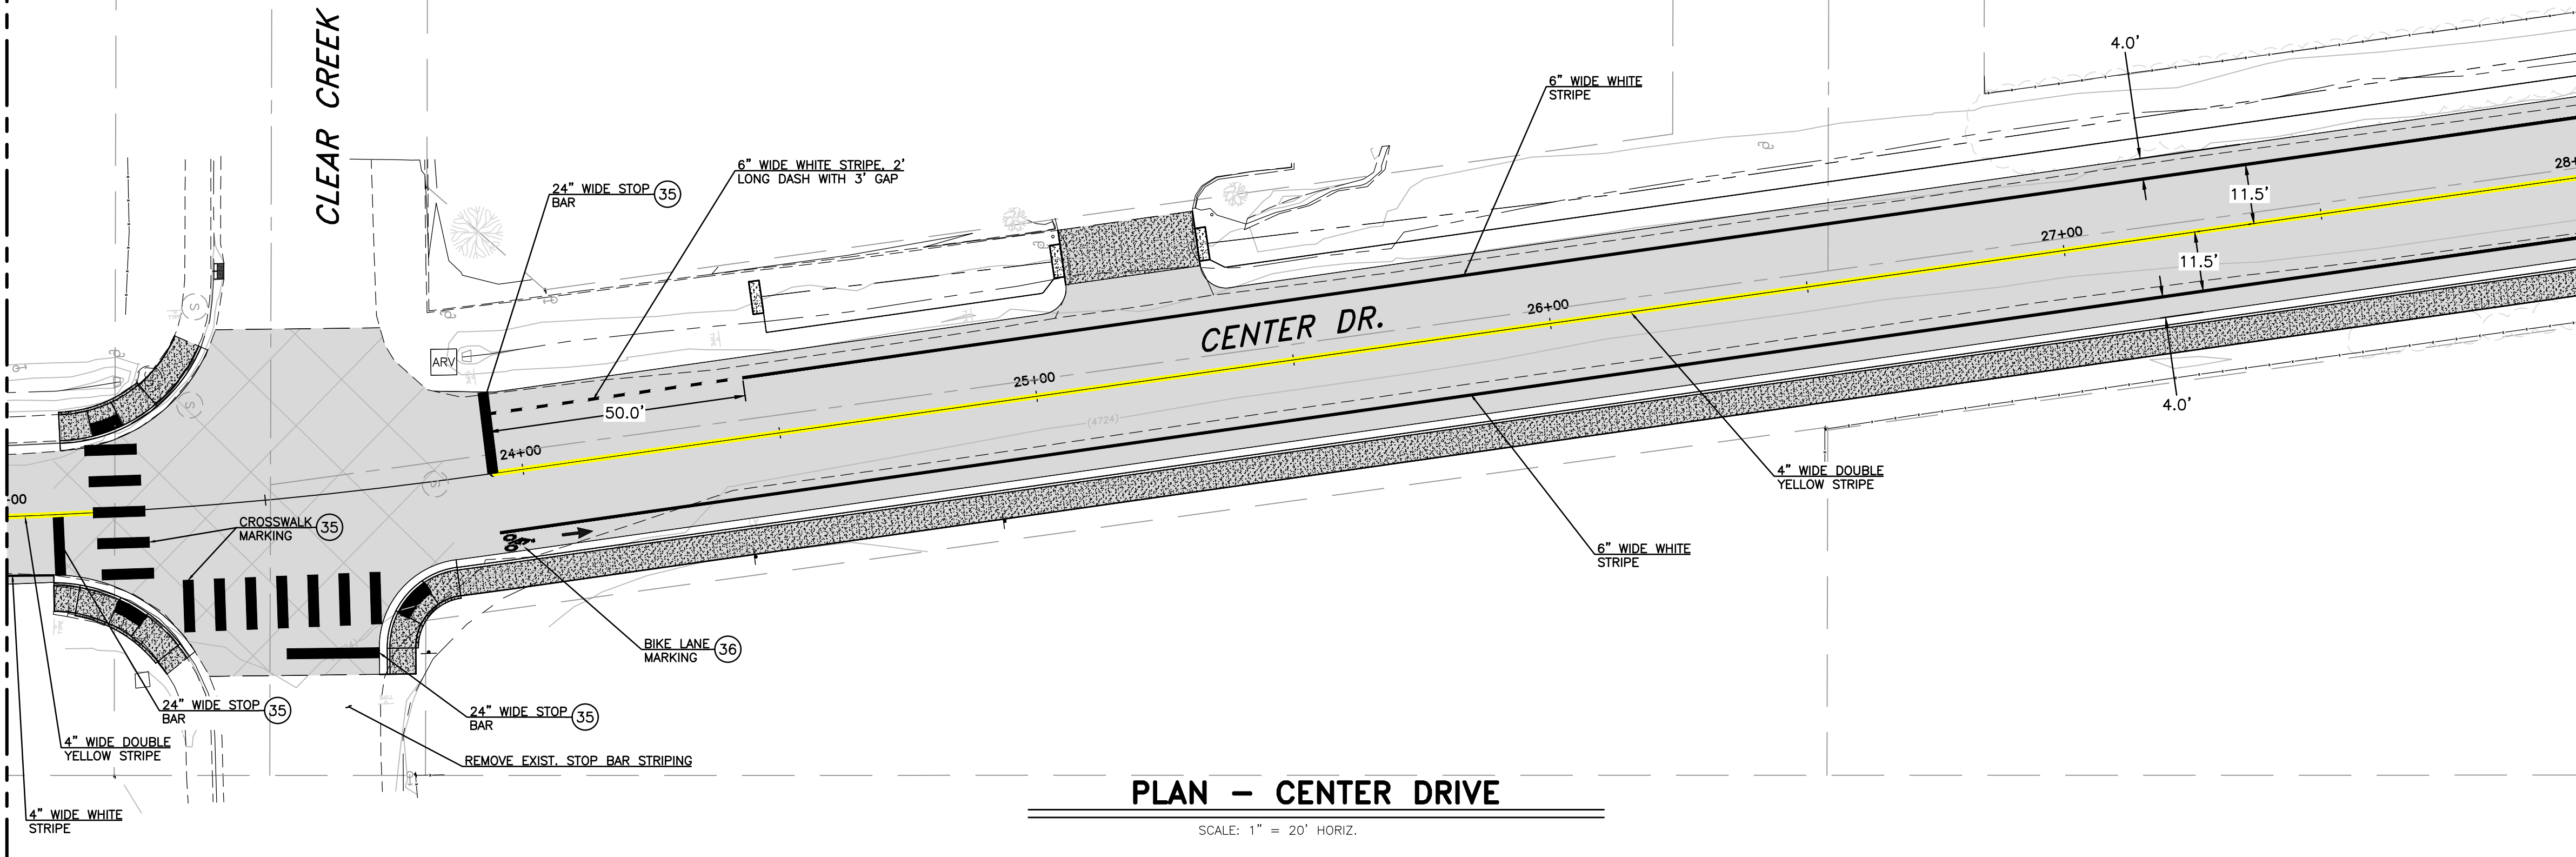 CLEAR CREEK
4.0'
6" WIDE WHITE
STRIPE
6" WIDE WHITE STRIPE, 2'
LONG DASH WITH 3' GAP
24" WIDE STOP
BAR
35
28+
11.5'
27+00
11.5'
26+00
CENTER DR.
ARV
25+00
50.0'
4.0'
(4724)
24+00
4" WIDE DOUBLE
YELLOW STRIPE
-00
CROSSWALK
MARKING
35
6" WIDE WHITE
STRIPE
BIKE LANE
MARKING
36
24" WIDE STOP
BAR
35
24" WIDE STOP
BAR
35
4" WIDE DOUBLE
YELLOW STRIPE
REMOVE EXIST. STOP BAR STRIPING
4" WIDE WHITE
STRIPE
PLAN - CENTER DRIVE
SCALE: 1" = 20' HORIZ.
S
S
S